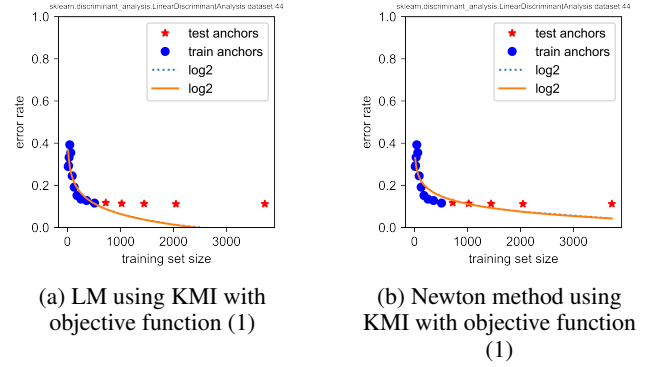 sklearn.discriminant_analysis.LinearDiscriminantAnalysis dataset 44
1.0
0.8
0.6
0.4
0.2
0.0
error rate
test anchors
train anchors
log2
log2
0
1000
2000
3000
training set size
(a) LM using KMI with
objective function (1)
sklearn.discriminant_analysis.LinearDiscriminantAnalysis dataset 44
1.0
0.8
0.6
0.4
0.2
0.0
error rate
test anchors
train anchors
log2
log2
0
1000
2000
3000
training set size
(b) Newton method using
KMI with objective function
(1)